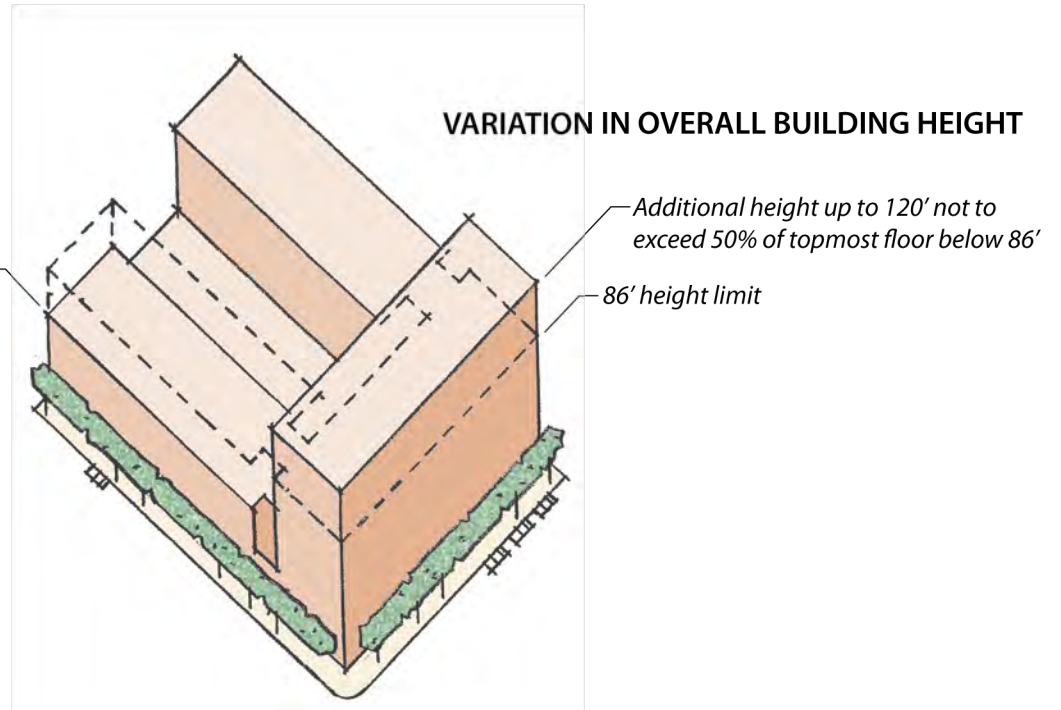 VARIATION IN OVERALL BUILDING HEIGHT
Additional height up to 120′ not to
exceed 50% of topmost floor below 86′
86′ height limit